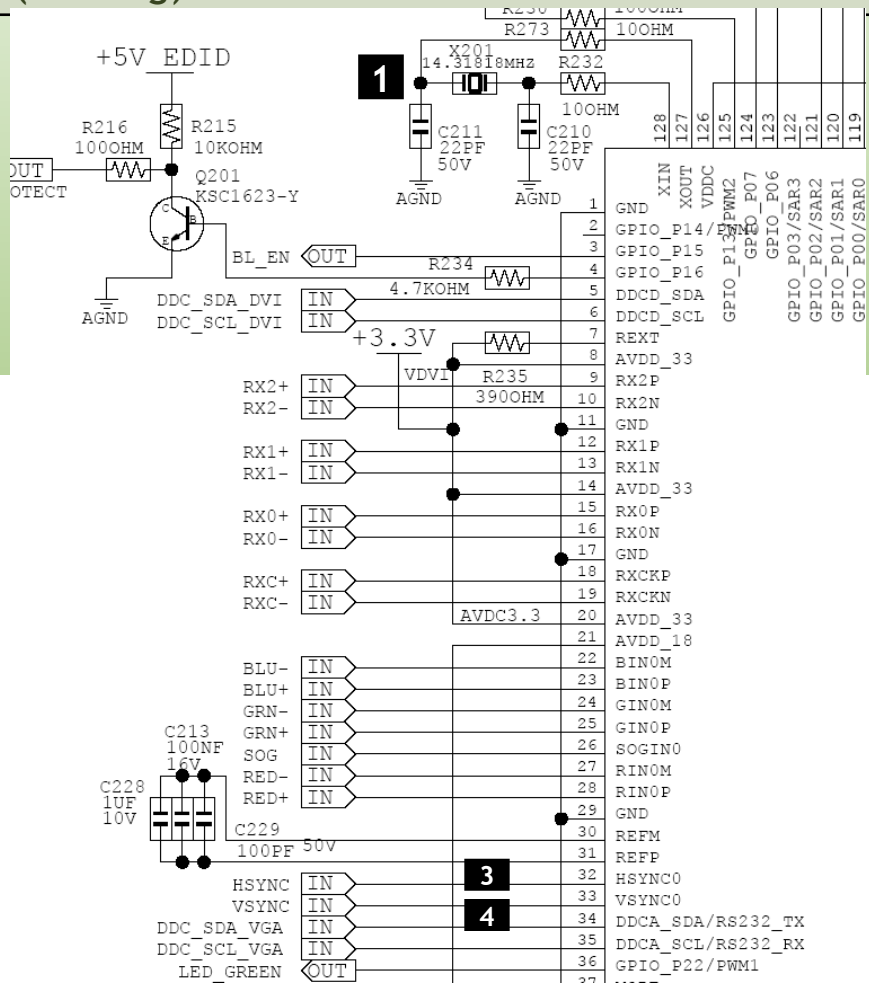 R273
100HM
X201
14.31818MHZ
R232
100HM
+5V EDID
1
R216
1000HM
R215
10KOHM
C211
22PF
50V
C210
22PF
50V
AGND
AGND
OUT
OTECT
Q201
KSC1623-Y
C
B
E
AGND
BL_EN OUT
R234
4.7KOHM
DDC_SDA_DVI IN
DDC_SCL_DVI IN
+3.3V
VDVI
R235
3900HM
RX2+ IN
RX2- IN
RX1+ IN
RX1- IN
RX0+ IN
RX0- IN
RXC+ IN
RXC- IN
AVDC3.3
BLU- IN
BLU+ IN
GRN- IN
GRN+ IN
SOG IN
RED- IN
RED+ IN
C213
100NF
16V
C228
1UF
10V
C229
100PF 50V
HSYNC IN
3
VSYNC IN
4
DDC_SDA_VGA IN
DDC_SCL_VGA IN
LED_GREEN OUT
128 XIN
127 XOUT
126 VDDC
125 GPIO_P13/PWM2
124 GPIO_P07
123 GPIO_P06
122 GPIO_P03/SAR3
121 GPIO_P02/SAR2
120 GPIO_P01/SAR1
119 GPIO_P00/SAR0
1 GND
2 GPIO_P14/PWM0
3 GPIO_P15
4 GPIO_P16
5 DDCD_SDA
6 DDCD_SCL
7 REXT
8 AVDD_33
9 RX2P
10 RX2N
11 GND
12 RX1P
13 RX1N
14 AVDD_33
15 RX0P
16 RX0N
17 GND
18 RXCKP
19 RXCKN
20 AVDD_33
21 AVDD_18
22 BIN0M
23 BIN0P
24 GIN0M
25 GIN0P
26 SOGIN0
27 RIN0M
28 RIN0P
29 GND
30 REFM
31 REFP
32 HSYNC0
33 VSYNC0
34 DDCA_SDA/RS232_TX
35 DDCA_SCL/RS232_RX
36 GPIO_P22/PWM1
37